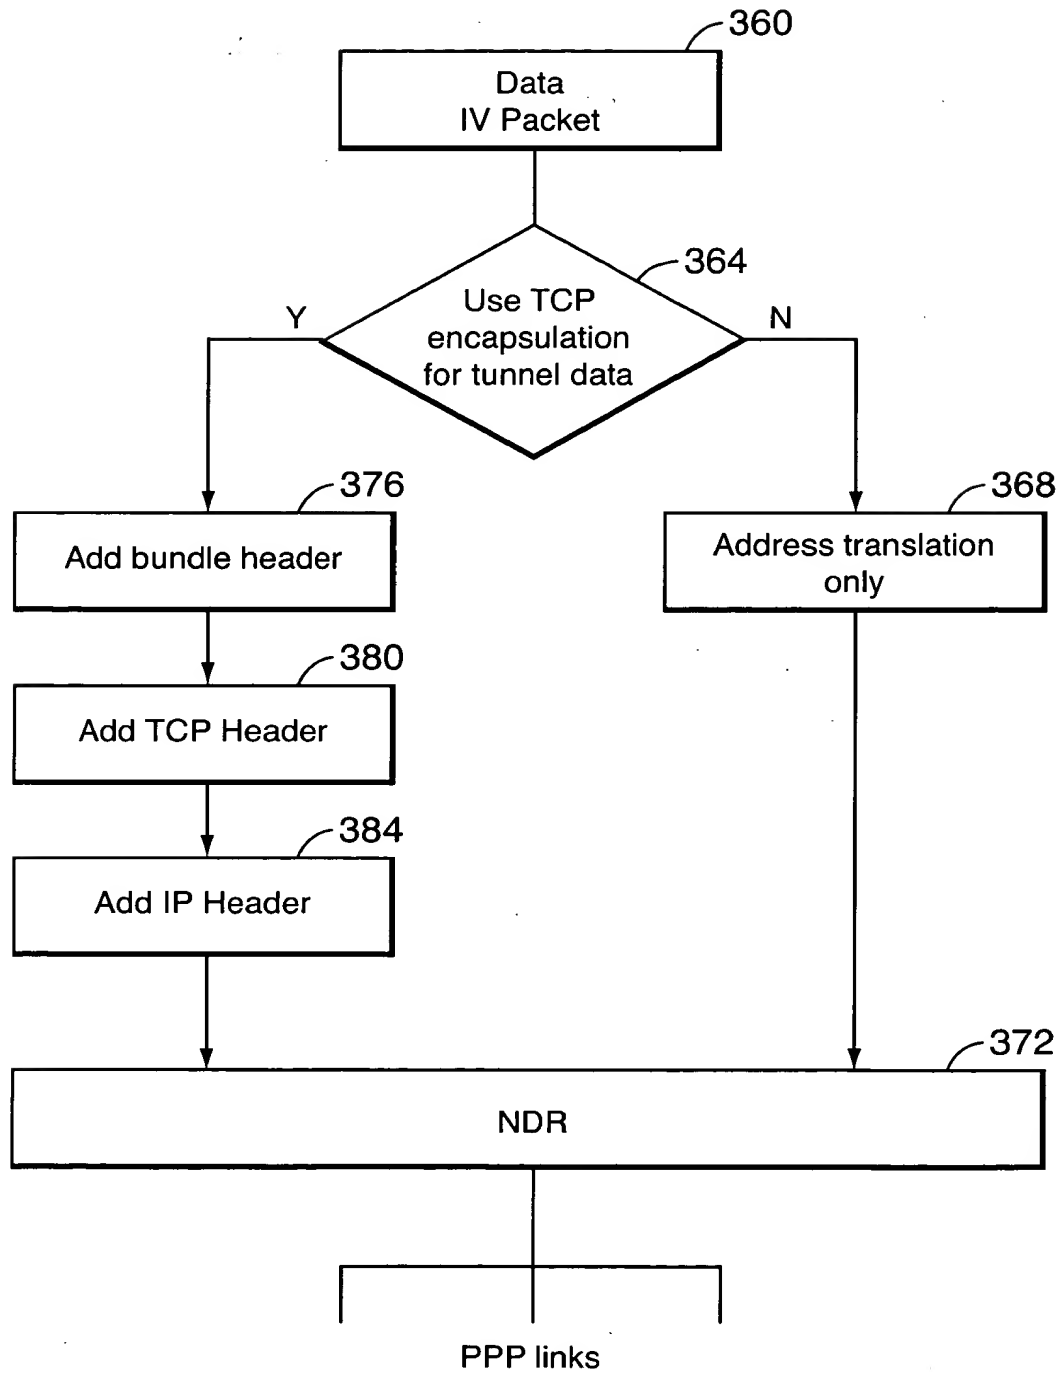 360
Data
IV Packet
364
Use TCP
encapsulation
for tunnel data
Y
N
376
Add bundle header
368
Address translation
only
380
Add TCP Header
384
Add IP Header
372
NDR
PPP links